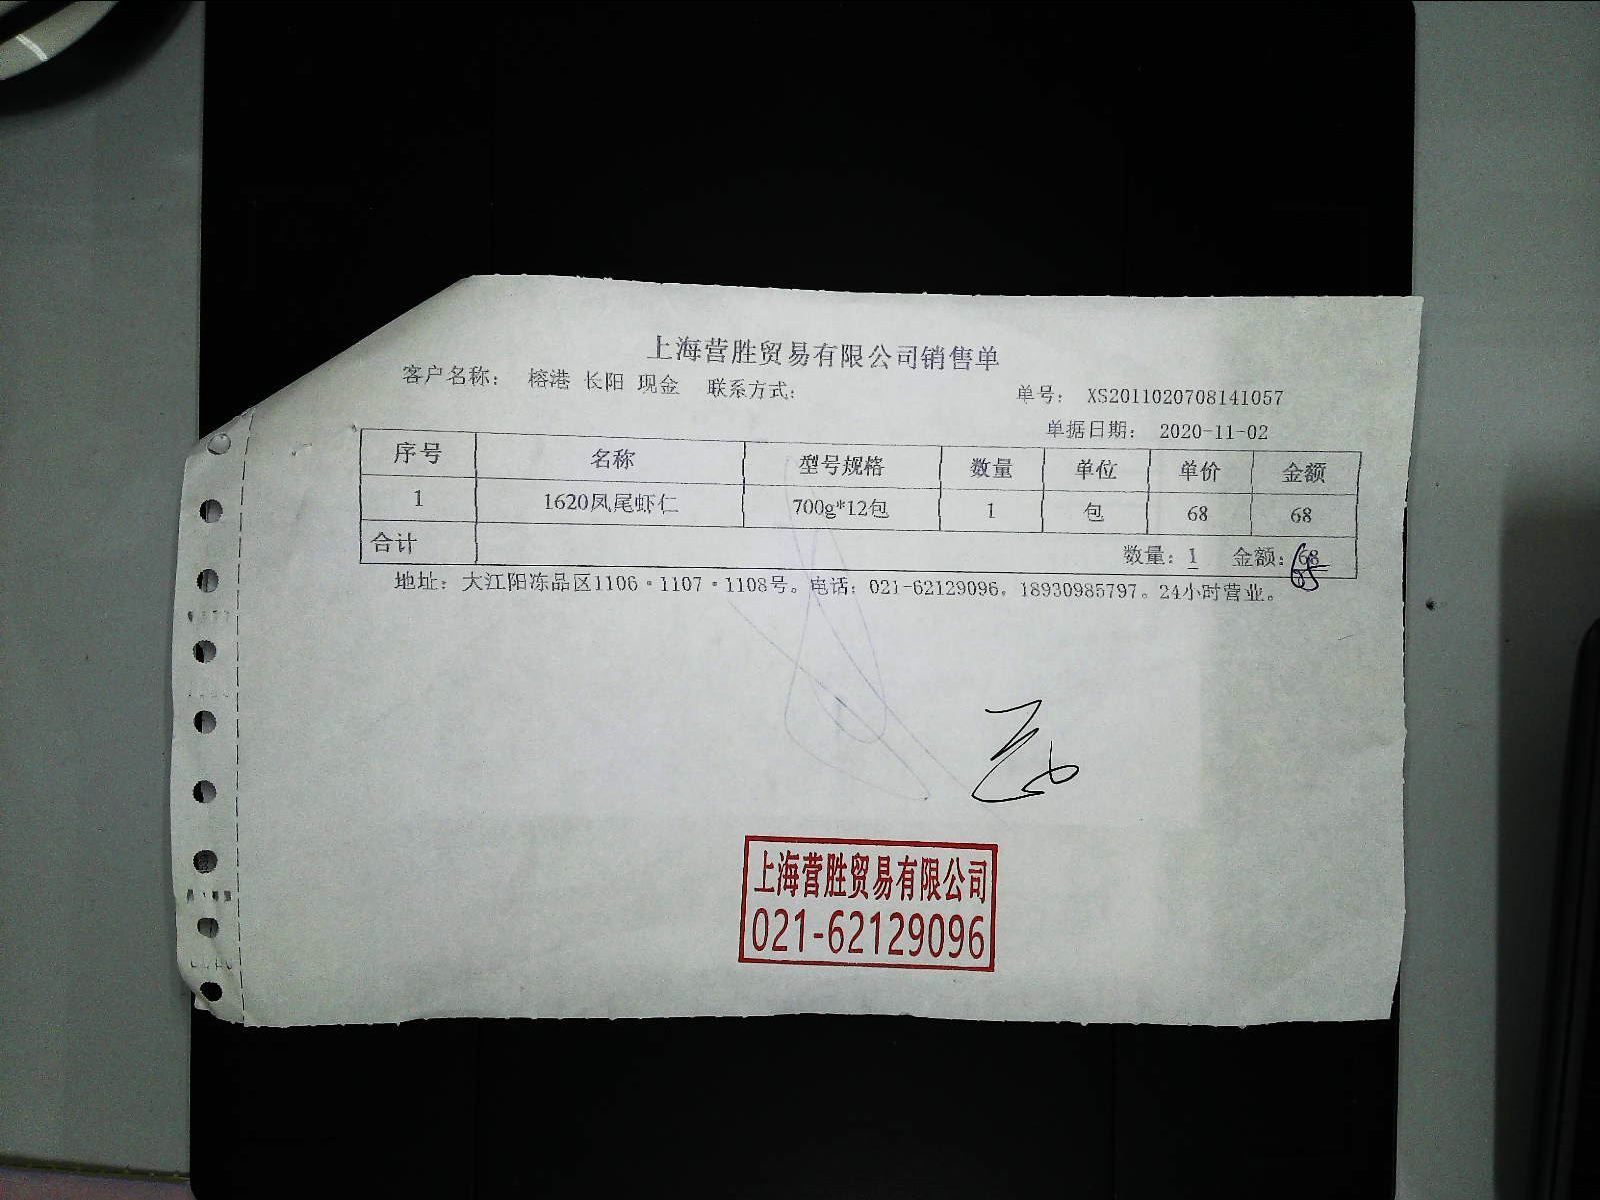 上海营胜贸易有限公司销售单
客户名称： 榕港 长阳 现金 联系方式：
单号： XS2011020708141057
单据日期： 2020-11-02
序号 名称 型号规格 数量 单位 单价 金额
1 1620凤尾虾仁 700g*12包 1 包 68 68
合计 数量：1 金额：68
65
地址：大江阳冻品区1106·1107·1108号。电话：021-62129096，18930985797。24小时营业。
上海营胜贸易有限公司
021-62129096